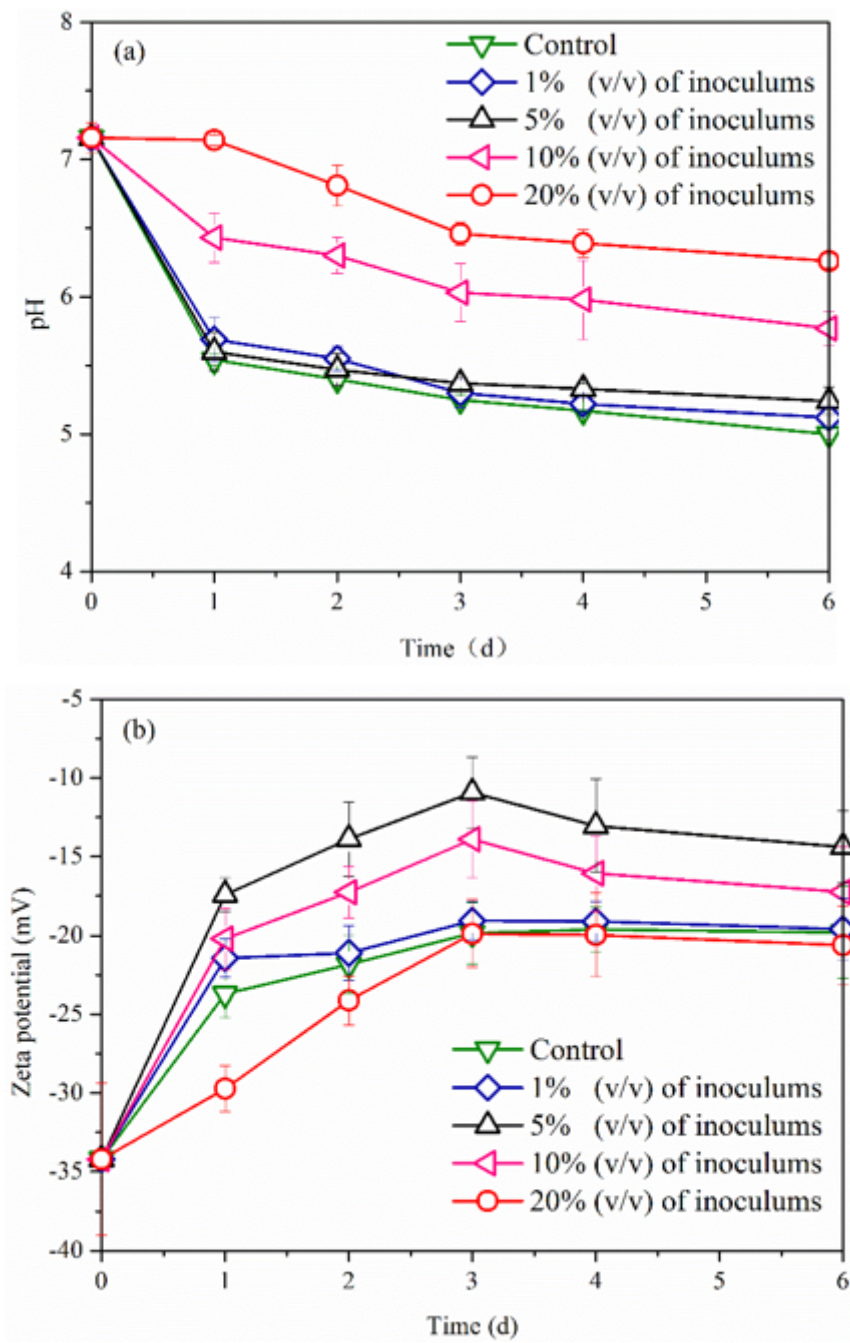 8
(a)
Control
1% (v/v) of inoculums
5% (v/v) of inoculums
10% (v/v) of inoculums
20% (v/v) of inoculums
7
6
5
4
pH
0 1 2 3 4 5 6
Time（d）
-5
(b)
-10
-15
-20
-25
-30
-35
-40
Zeta potential (mV)
Control
1% (v/v) of inoculums
5% (v/v) of inoculums
10% (v/v) of inoculums
20% (v/v) of inoculums
0 1 2 3 4 5 6
Time (d)